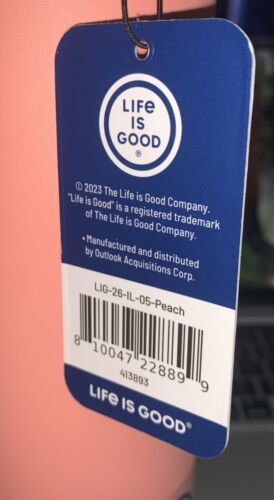 LIFE
IS
GOOD
®
© 2023 The Life is Good Company.
"Life is Good" is a registered trademark
of The Life is Good Company.
• Manufactured and distributed
by Outlook Acquisitions Corp.
LIG-26-IL-05-Peach
8 10047 22889 9
413893
LIFE IS GOOD®